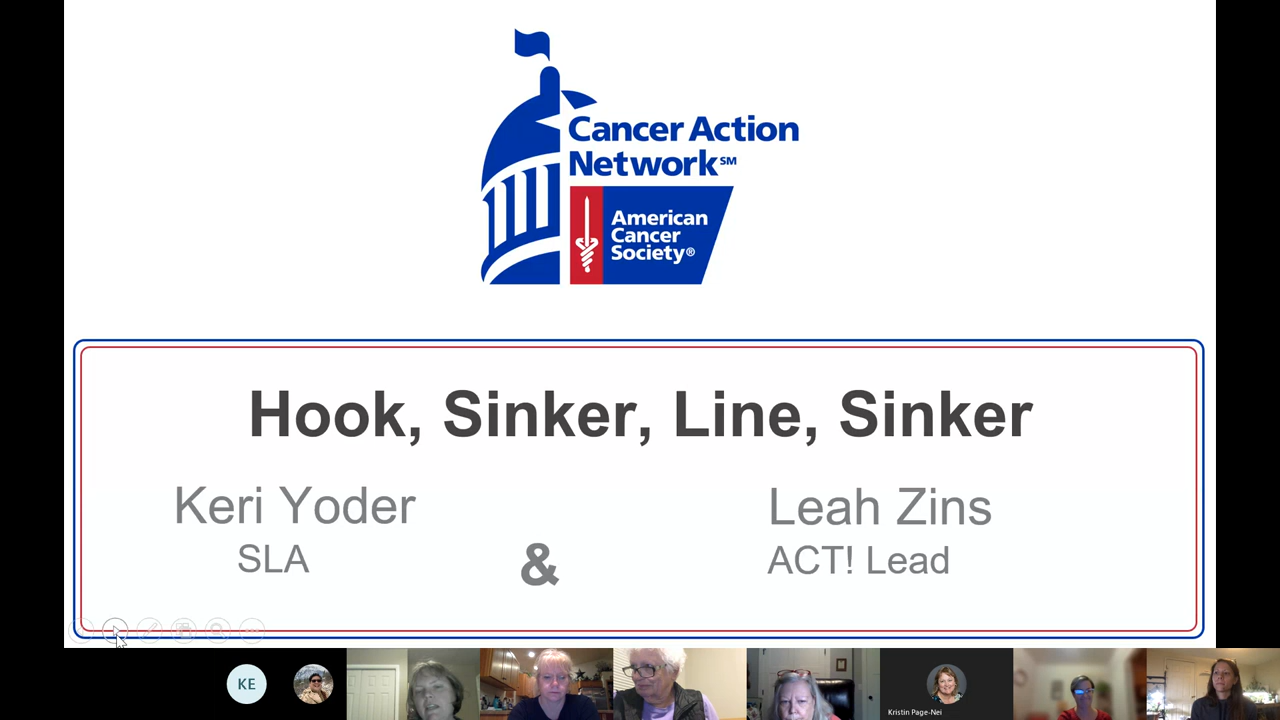 Cancer Action
Network℠
American
Cancer
Society®
Hook, Sinker, Line, Sinker
Keri Yoder
Leah Zins
SLA
&
ACT! Lead
KE
Kristin Page-Nei